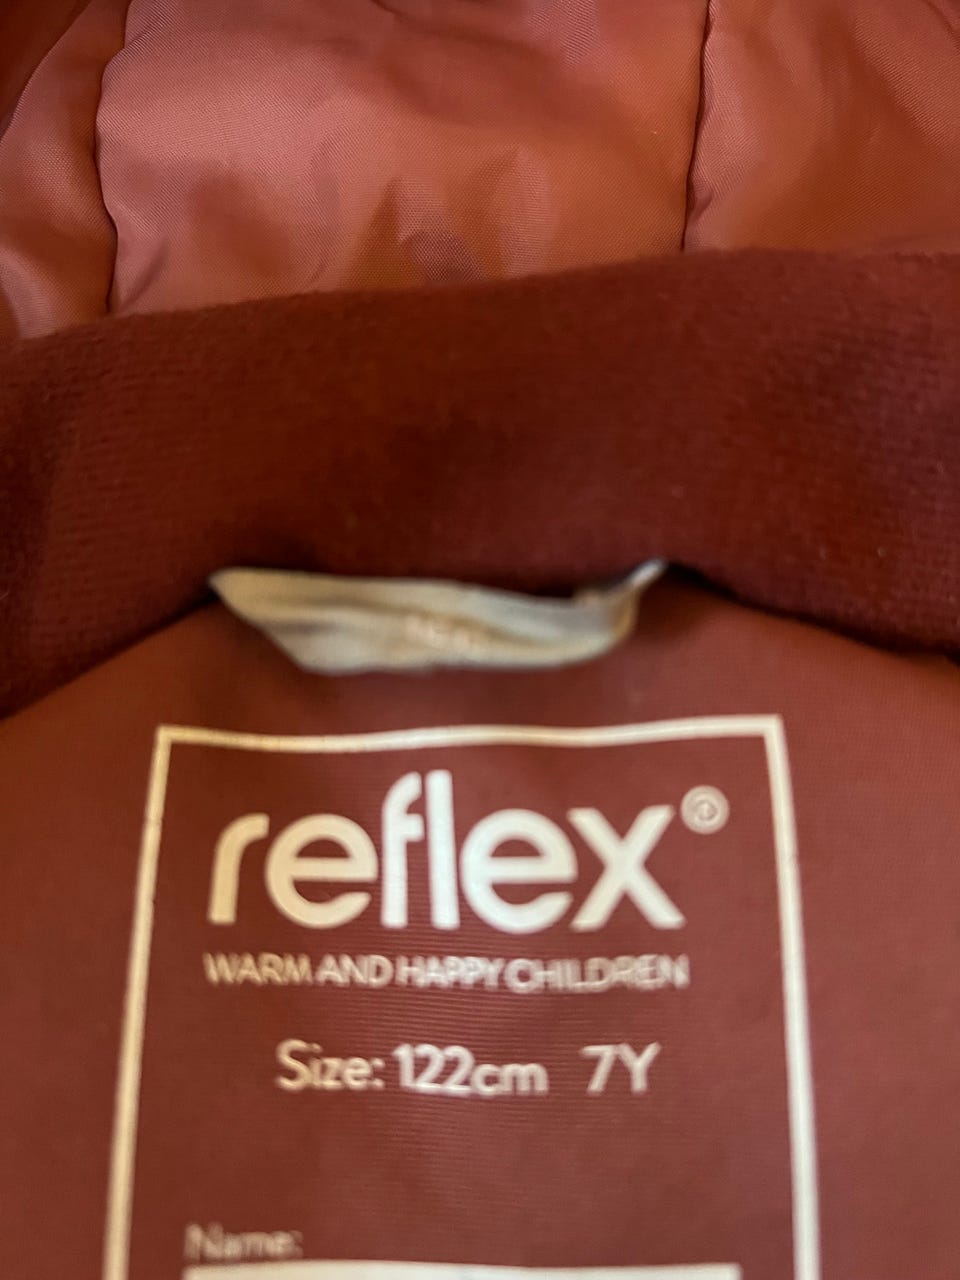 reflex®
WARM AND HAPPY CHILDREN
Size: 122cm 7Y
Name: